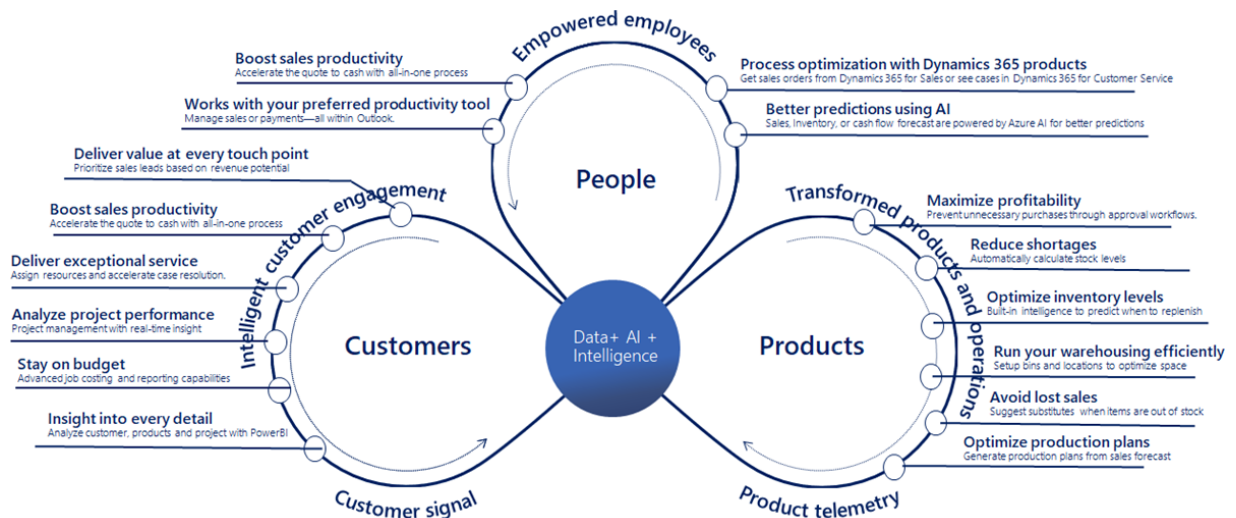 Empowered employees
Boost sales productivity
Accelerate the quote to cash with all-in-one process
Works with your preferred productivity tool
Manage sales or payments—all within Outlook.
Process optimization with Dynamics 365 products
Get sales orders from Dynamics 365 for Sales or see cases in Dynamics 365 for Customer Service
Better predictions using AI
Sales, Inventory, or cash flow forecast are powered by Azure AI for better predictions
People
Intelligent customer engagement
Deliver value at every touch point
Prioritize sales leads based on revenue potential
Boost sales productivity
Accelerate the quote to cash with all-in-one process
Deliver exceptional service
Assign resources and accelerate case resolution.
Analyze project performance
Project management with real-time insight
Stay on budget
Advanced job costing and reporting capabilities
Insight into every detail
Analyze customer, products and project with PowerBI
Customers
Customer signal
Data+ AI +
Intelligence
Transformed products and operations
Maximize profitability
Prevent unnecessary purchases through approval workflows.
Reduce shortages
Automatically calculate stock levels
Optimize inventory levels
Built-in intelligence to predict when to replenish
Run your warehousing efficiently
Setup bins and locations to optimize space
Avoid lost sales
Suggest substitutes when items are out of stock
Optimize production plans
Generate production plans from sales forecast
Products
Product telemetry